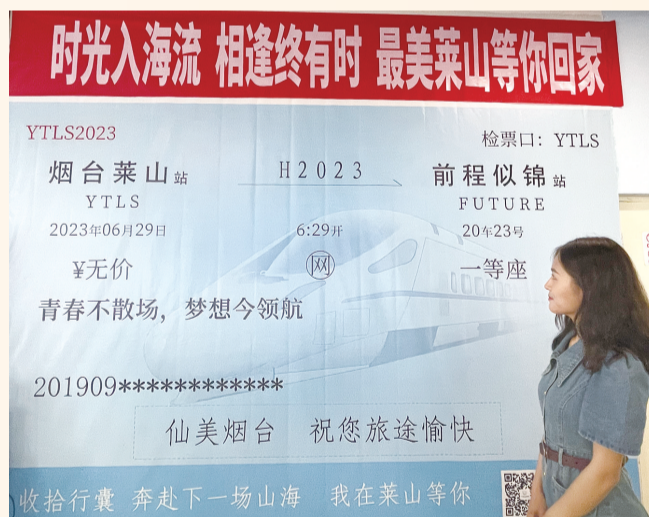 时光入海流 相逢终有时 最美莱山等你回家
YTLS2023
检票口：YTLS
烟台莱山站 H2023 前程似锦站
YTLS FUTURE
2023年06月29日 6:29开 20车23号
¥无价 网 一等座
青春不散场，梦想今领航
201909************
仙美烟台 祝您旅途愉快
收拾行囊 奔赴下一场山海 我在莱山等你